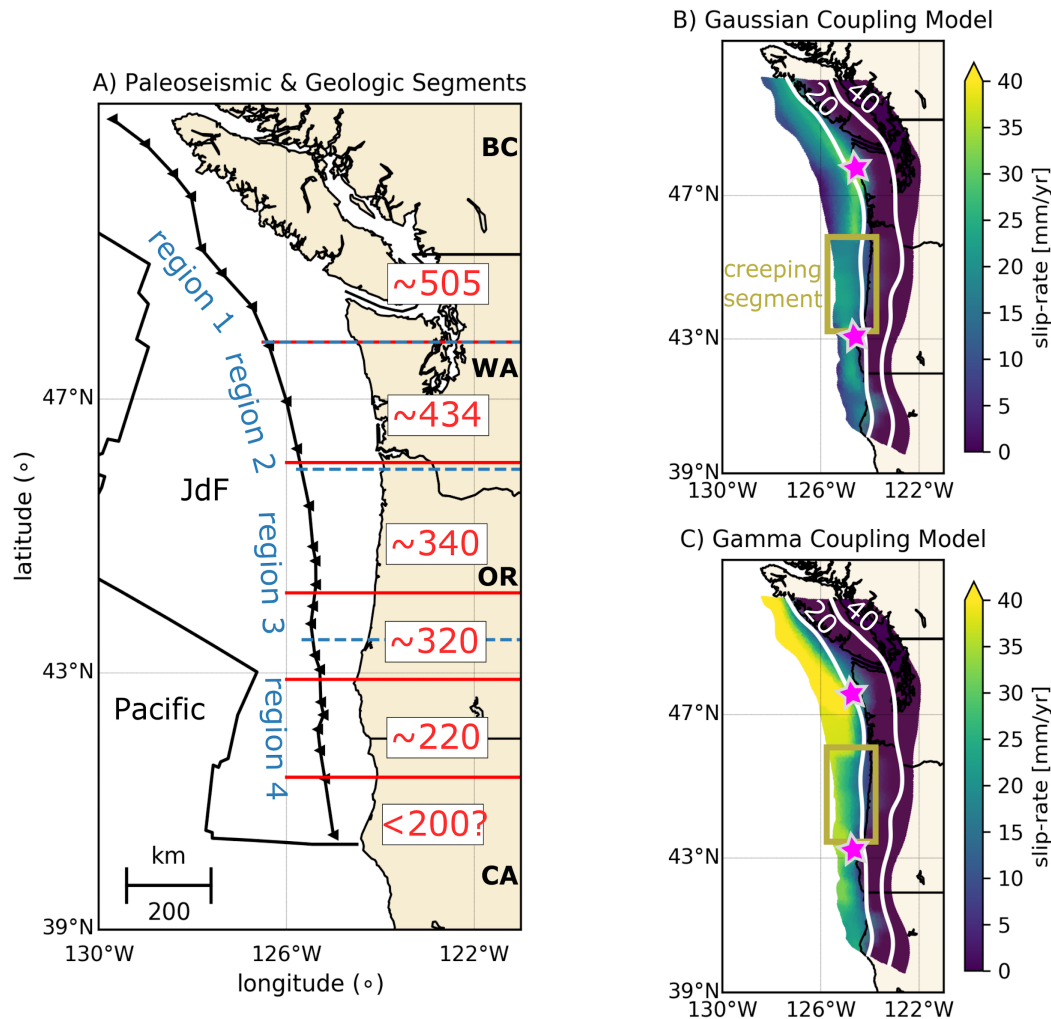 A) Paleoseismic & Geologic Segments
BC
region 1
~505
WA
region 2
~434
47°N
JdF
~340
OR
region 3
~320
43°N
Pacific
region 4
~220
<200?
km
200
CA
39°N
130°W
126°W
122°W
latitude (∘)
longitude (∘)
B) Gaussian Coupling Model
20
40
47°N
creeping
segment
43°N
39°N
130°W
126°W
122°W
40
35
30
25
20
15
10
5
0
slip-rate [mm/yr]
C) Gamma Coupling Model
20
40
47°N
43°N
39°N
130°W
126°W
122°W
40
35
30
25
20
15
10
5
0
slip-rate [mm/yr]